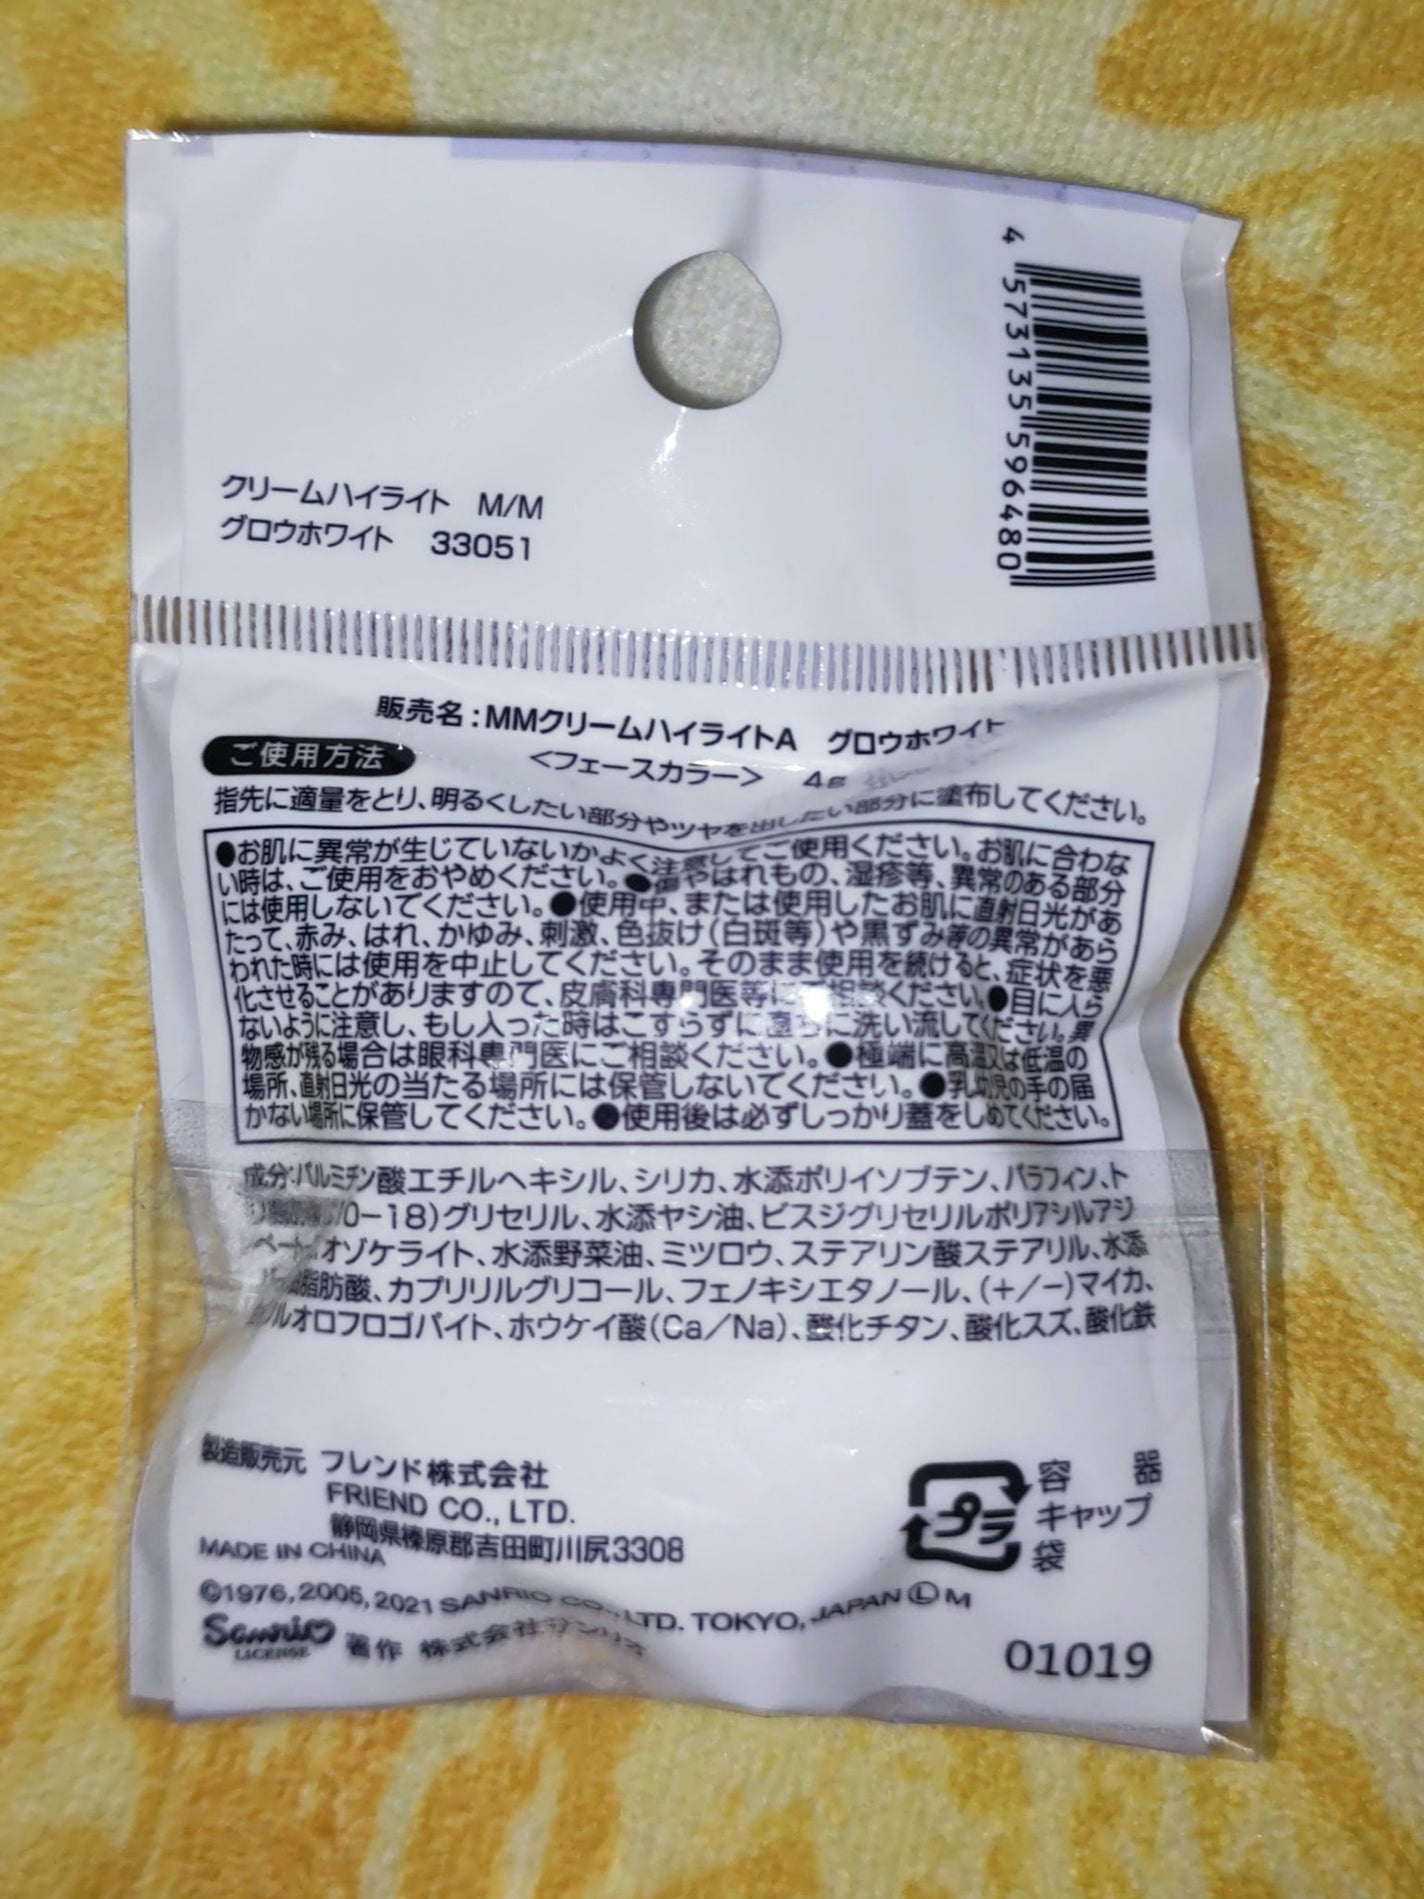 4 573135 596480
クリームハイライト M/M
グロウホワイト 33051
販売名:MMクリームハイライトA グロウホワイト
<フェースカラー> 4g
ご使用方法
指先に適量をとり、明るくしたい部分やツヤを出したい部分に塗布してください。
●お肌に異常が生じていないかよく注意してご使用ください。お肌に合わな
い時は、ご使用をおやめください。●傷やはれもの、湿疹等、異常のある部分
には使用しないでください。●使用中、または使用したお肌に直射日光があ
たって、赤み、はれ、かゆみ、刺激、色抜け(白斑等)や黒ずみ等の異常があら
われた時には使用を中止してください。そのまま使用を続けると、症状を悪
化させることがありますので、皮膚科専門医等にご相談ください。●目に入ら
ないように注意し、もし入った時はこすらずに直ちに洗い流してください。異
物感が残る場合は眼科専門医にご相談ください。●極端に高温又は低温の
場所、直射日光の当たる場所には保管しないでください。●乳幼児の手の届
かない場所に保管してください。●使用後は必ずしっかり蓋をしめてください。
成分:パルミチン酸エチルヘキシル、シリカ、水添ポリイソブテン、パラフィン、ト
0-18)グリセリル、水添ヤシ油、ビスジグリセリルポリアシルアジ
ペート、オゾケライト、水添野菜油、ミツロウ、ステアリン酸ステアリル、水添
脂肪酸、カプリリルグリコール、フェノキシエタノール、(+/-)マイカ、
ルオロフロゴパイト、ホウケイ酸(Ca/Na)、酸化チタン、酸化スズ、酸化鉄
製造販売元 フレンド株式会社
FRIEND CO., LTD.
静岡県榛原郡吉田町川尻3308
MADE IN CHINA
©1976, 2005, 2021 SANRIO CO., LTD. TOKYO, JAPAN Ⓛ M
Sanrio LICENSE 著作 株式会社サンリオ
プラ
容器
キャップ
袋
01019